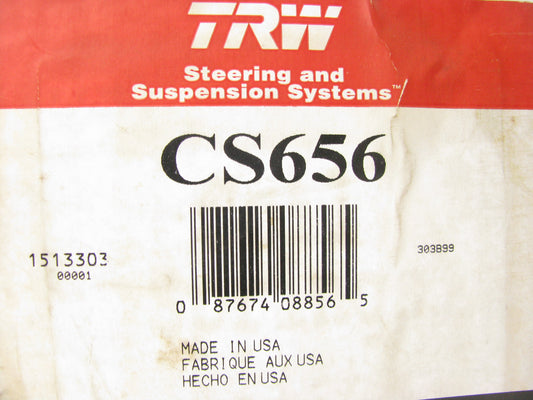 TRW
Steering and
Suspension Systems™
CS656
1513303
00001
303B99
0 87674 08856 5
MADE IN USA
FABRIQUE AUX USA
HECHO EN USA